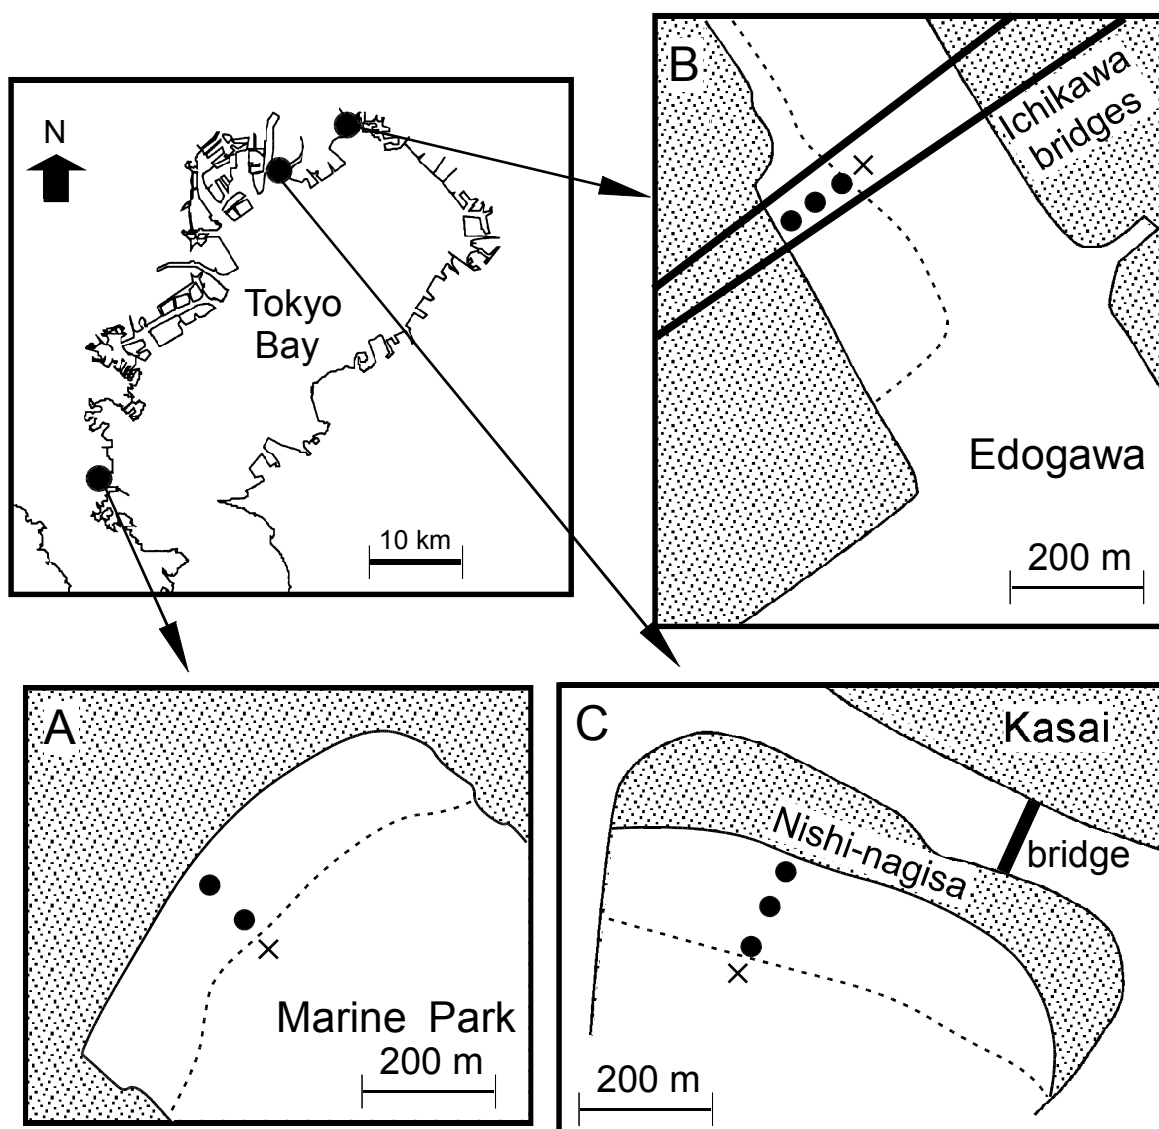 N
Tokyo
Bay
10 km
B
Ichikawa
bridges
Edogawa
200 m
A
Marine Park
200 m
C
Kasai
Nishi-nagisa
bridge
200 m